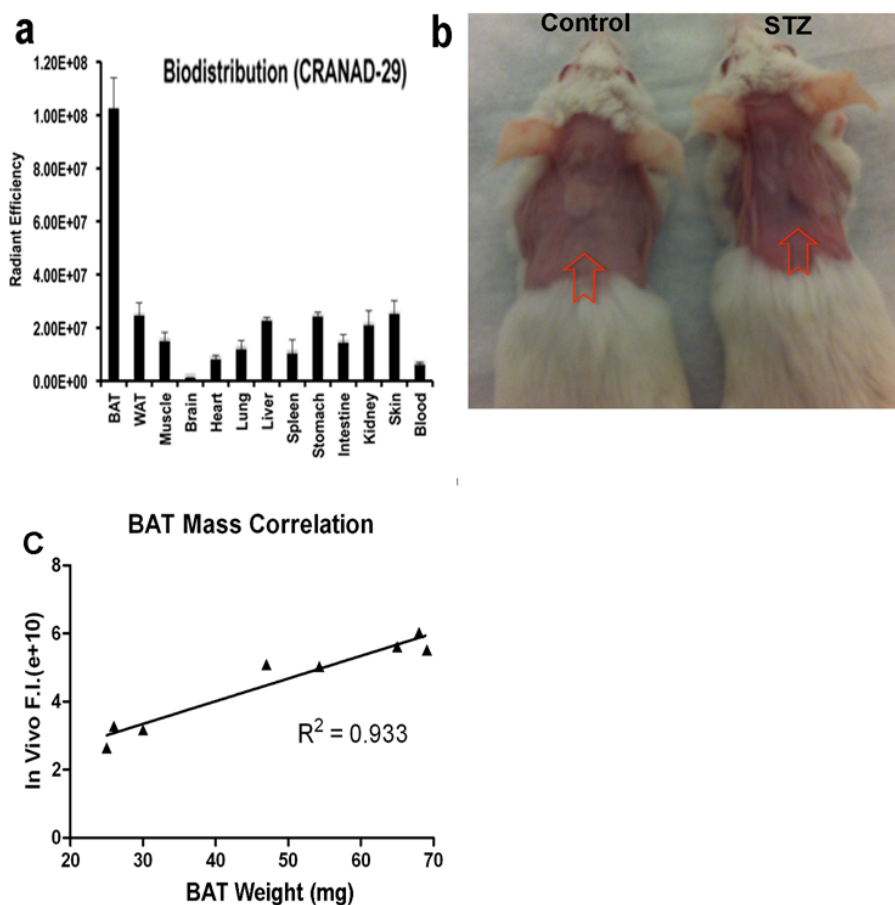 a
Biodistribution (CRANAD-29)
Radiant Efficiency
1.20E+08
1.00E+08
8.00E+07
6.00E+07
4.00E+07
2.00E+07
0.00E+00
BAT
WAT
Muscle
Brain
Heart
Lung
Liver
Spleen
Stomach
Intestine
Kidney
Skin
Blood
b
Control
STZ
C
BAT Mass Correlation
In Vivo F.I.(e+10)
8
6
4
2
0
R² = 0.933
20
30
40
50
60
70
BAT Weight (mg)